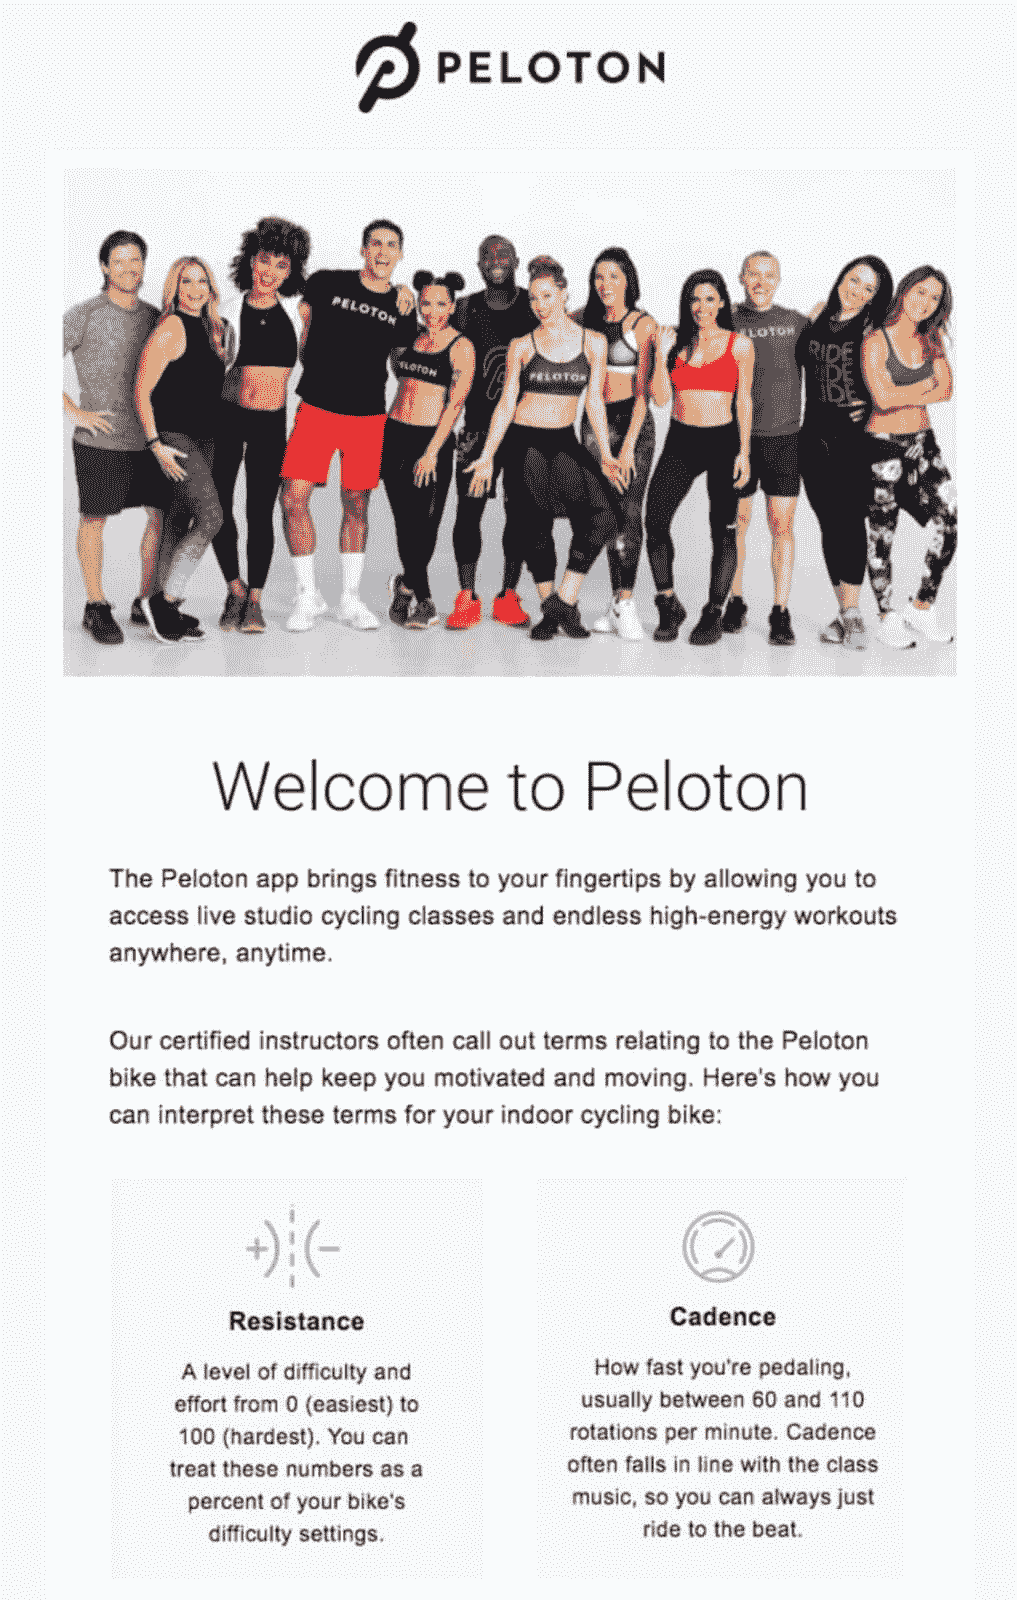 PELOTON
PELOTON
PELOTON
PELOTON
LOTON
RIDE
RIDE
RIDE
Welcome to Peloton
The Peloton app brings fitness to your fingertips by allowing you to
access live studio cycling classes and endless high-energy workouts
anywhere, anytime.
Our certified instructors often call out terms relating to the Peloton
bike that can help keep you motivated and moving. Here's how you
can interpret these terms for your indoor cycling bike:
Resistance
A level of difficulty and
effort from 0 (easiest) to
100 (hardest). You can
treat these numbers as a
percent of your bike's
difficulty settings.
Cadence
How fast you're pedaling,
usually between 60 and 110
rotations per minute. Cadence
often falls in line with the class
music, so you can always just
ride to the beat.